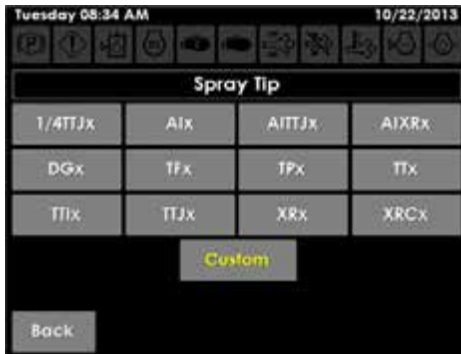 Tuesday 08:34 AM 10/22/2013
Spray Tip
1/4TTJx AIx AITTJx AIXRx
DGx TFx TPx TTx
TTIx TTJx XRx XRCx
Custom
Back